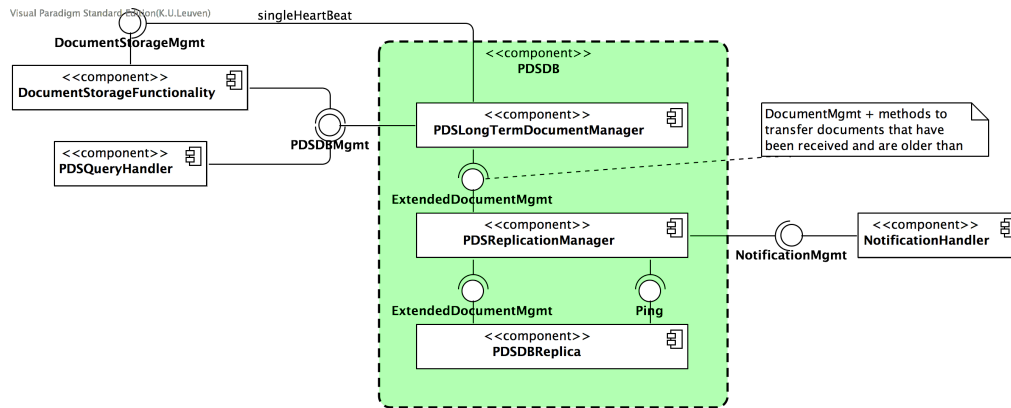 Visual Paradigm Standard Edition(K.U.Leuven)
singleHeartBeat
DocumentStorageMgmt
<<component>>
DocumentStorageFunctionality
<<component>>
PDSQueryHandler
PDSDBMgmt
<<component>>
PDSDB
<<component>>
PDSLongTermDocumentManager
DocumentMgmt + methods to
transfer documents that have
been received and are older than
ExtendedDocumentMgmt
<<component>>
PDSReplicationManager
NotificationMgmt
<<component>>
NotificationHandler
ExtendedDocumentMgmt
Ping
<<component>>
PDSDBReplica